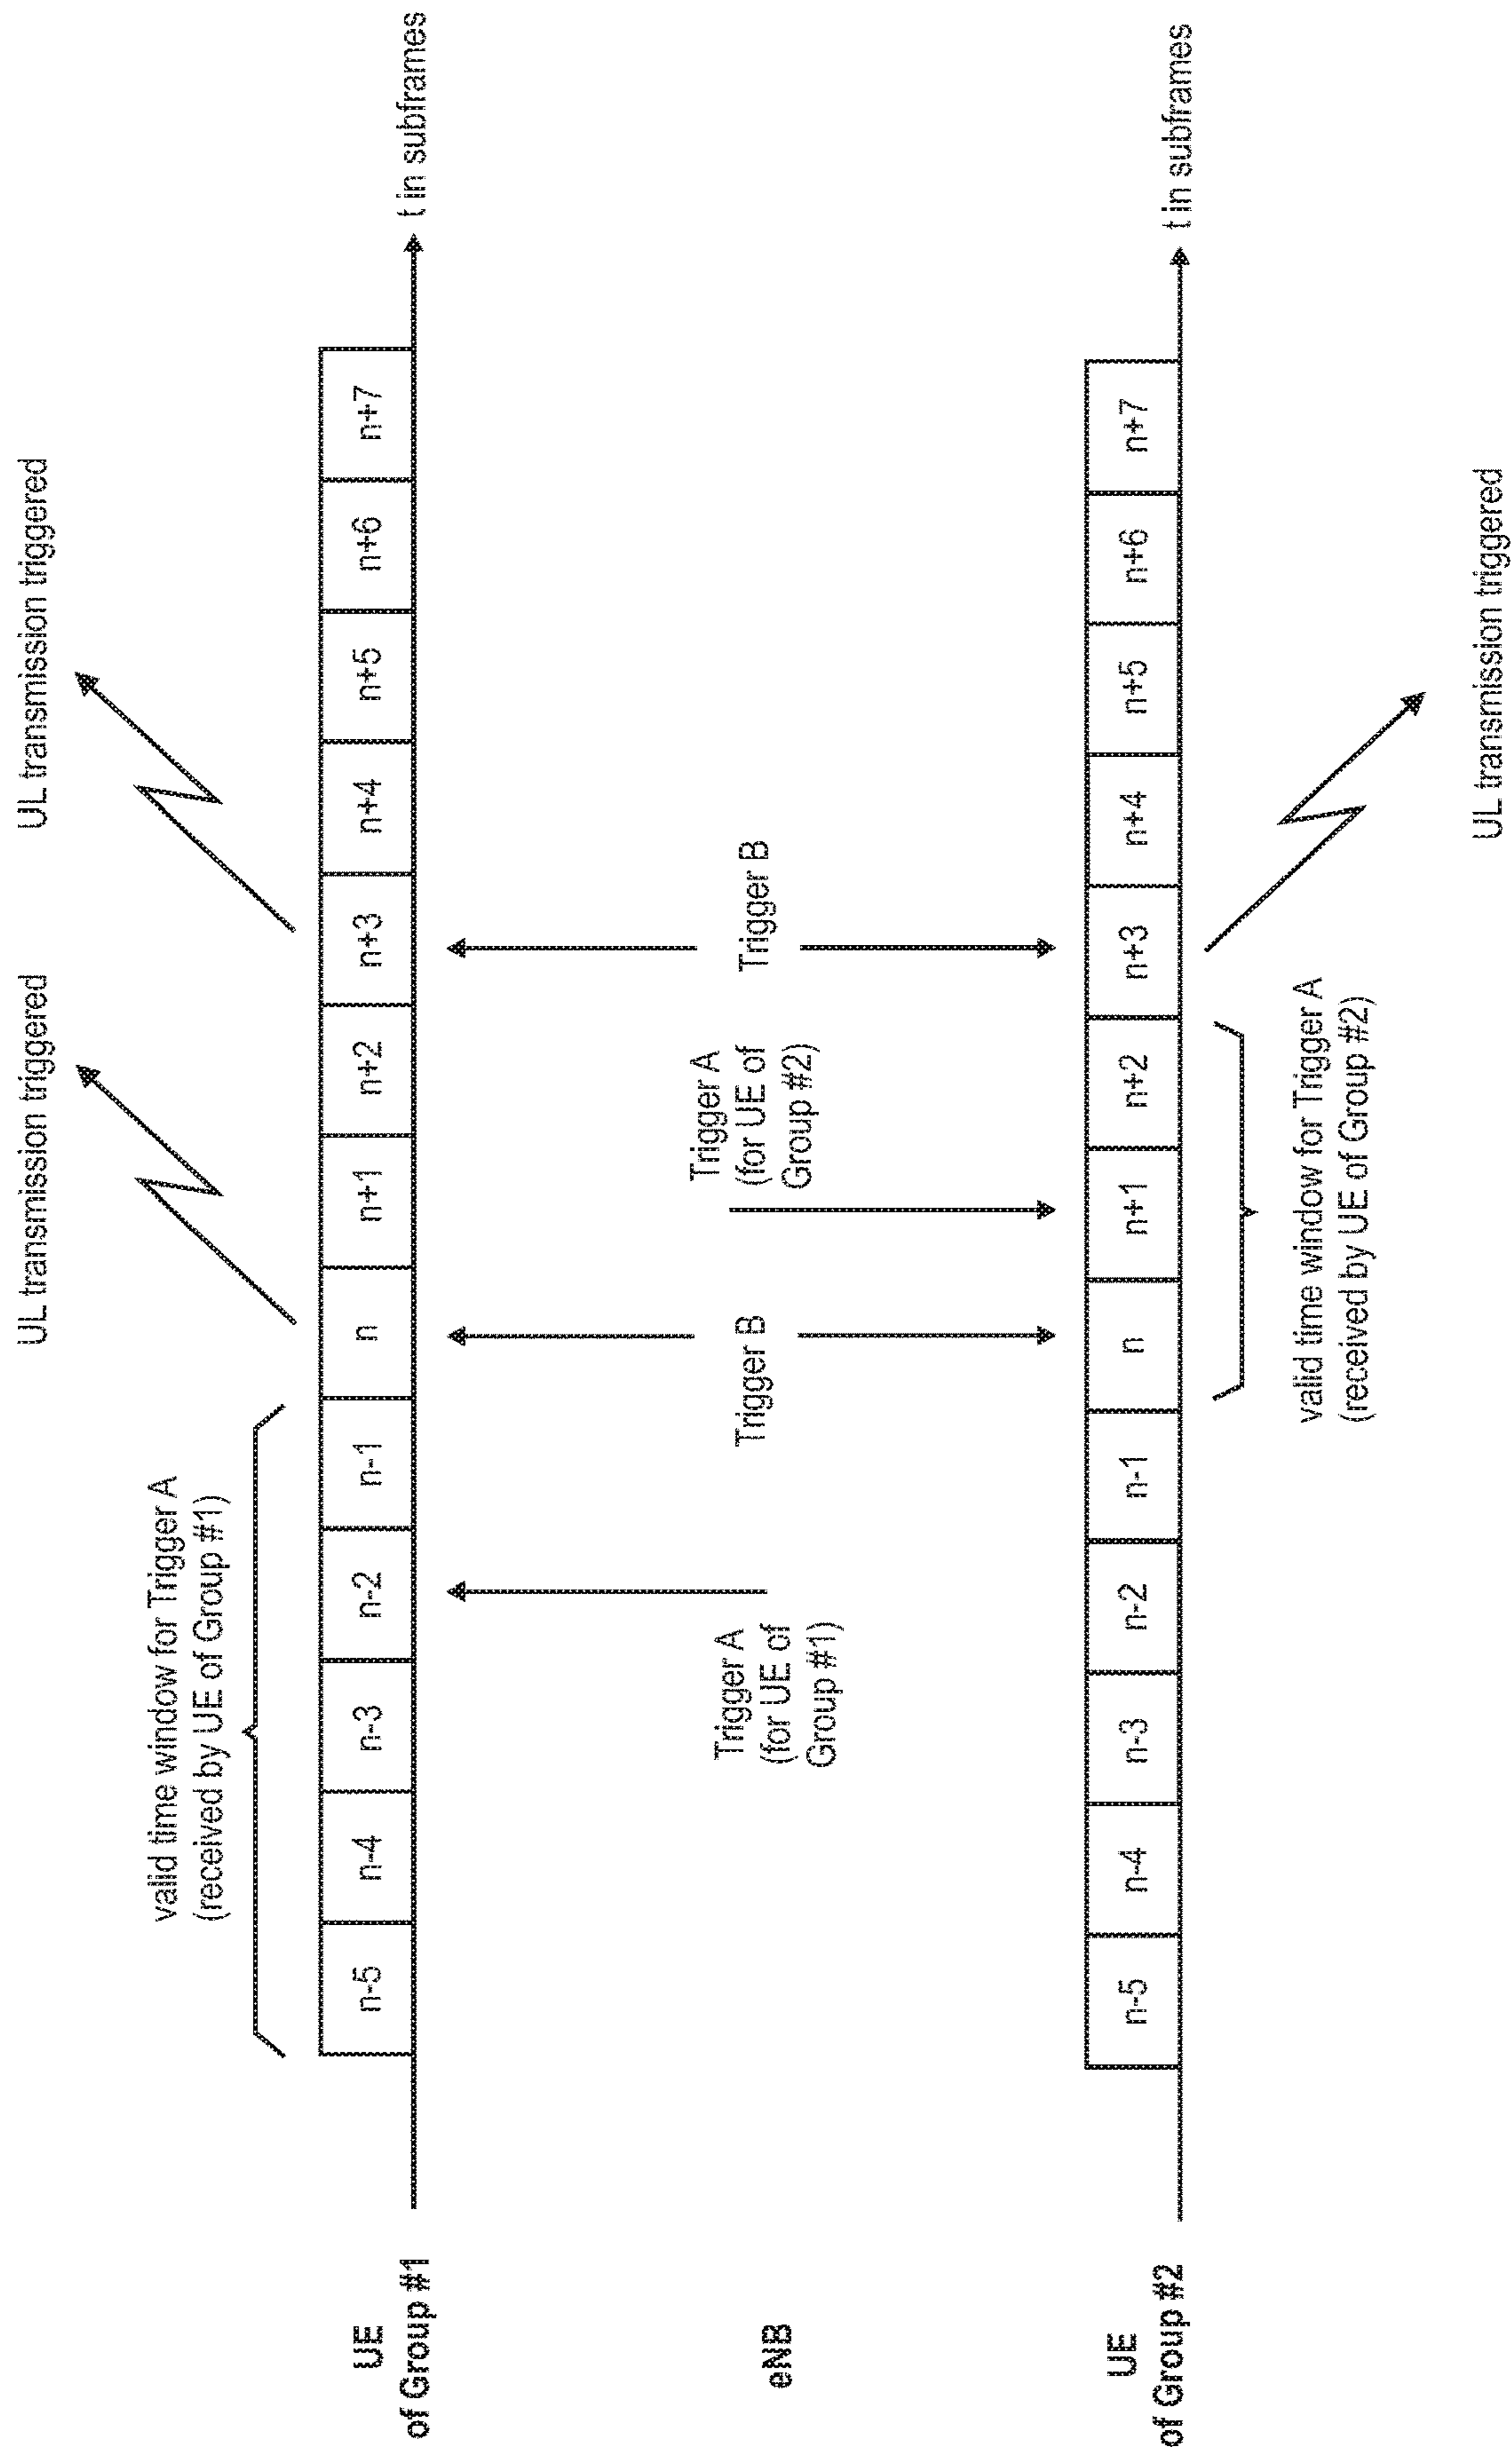 UL transmission triggered
UL transmission triggered
valid time window for Trigger A
(received by UE of Group #1)
UE
of Group #1
n-5
n-4
n-3
n-2
n-1
n
n+1
n+2
n+3
n+4
n+5
n+6
n+7
t in subframes
eNB
Trigger A
(for UE of
Group #1)
Trigger B
Trigger A
(for UE of
Group #2)
Trigger B
UE
of Group #2
n-5
n-4
n-3
n-2
n-1
n
n+1
n+2
n+3
n+4
n+5
n+6
n+7
t in subframes
valid time window for Trigger A
(received by UE of Group #2)
UL transmission triggered